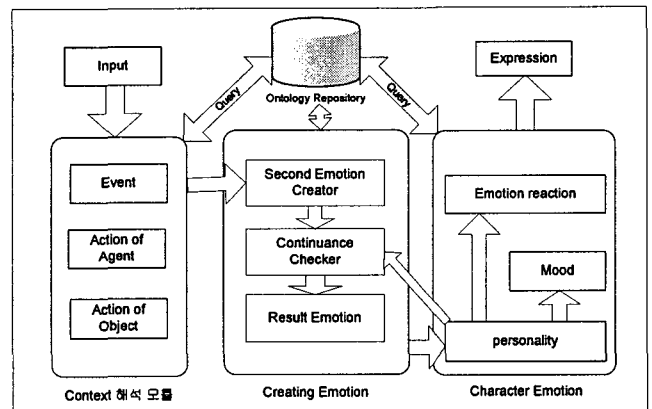 Input
Ontology Repository
Query
Query
Expression
Event
Action of
Agent
Action of
Object
Context 해석 모듈
Second Emotion
Creator
Continuance
Checker
Result Emotion
Creating Emotion
Emotion reaction
Mood
personality
Character Emotion